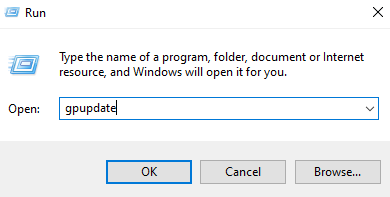 Run
Type the name of a program, folder, document or Internet
resource, and Windows will open it for you.
Open: gpupdate
OK Cancel Browse...